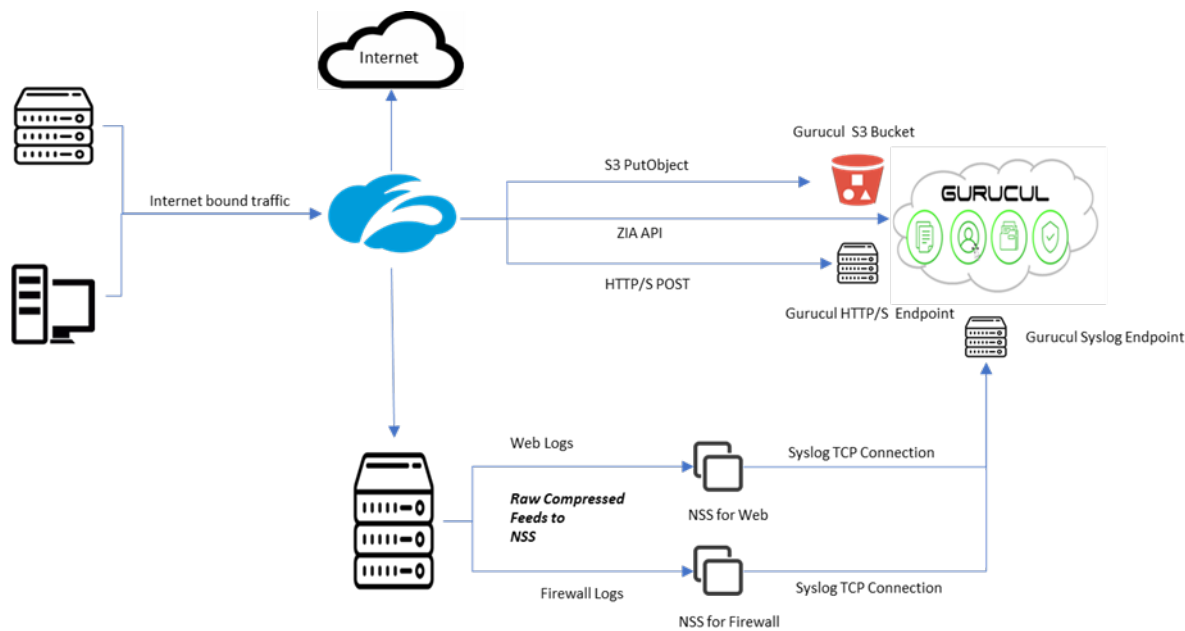 Internet
Gurucul S3 Bucket
S3 PutObject
GURUCUL
Internet bound traffic
ZIA API
HTTP/S POST
Gurucul HTTP/S Endpoint
Gurucul Syslog Endpoint
Web Logs
Syslog TCP Connection
Raw Compressed
Feeds to
NSS
NSS for Web
Firewall Logs
Syslog TCP Connection
NSS for Firewall